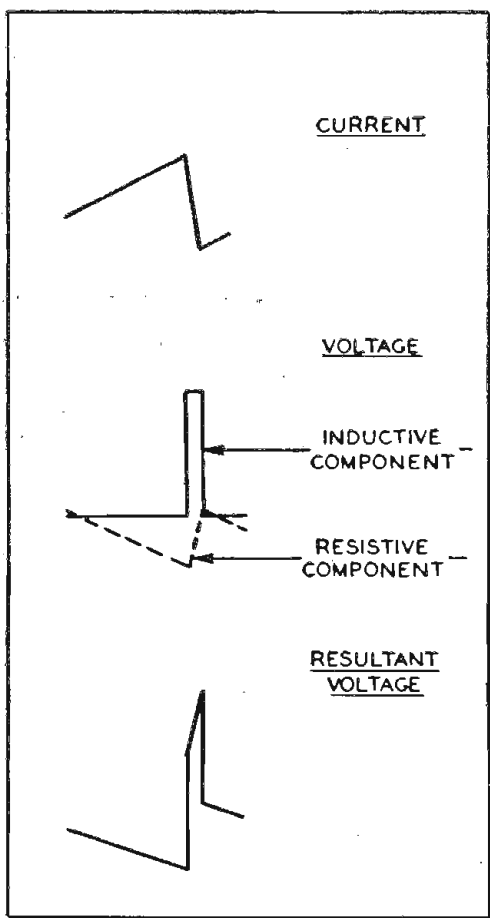 CURRENT
VOLTAGE
INDUCTIVE
COMPONENT
RESISTIVE
COMPONENT
RESULTANT
VOLTAGE